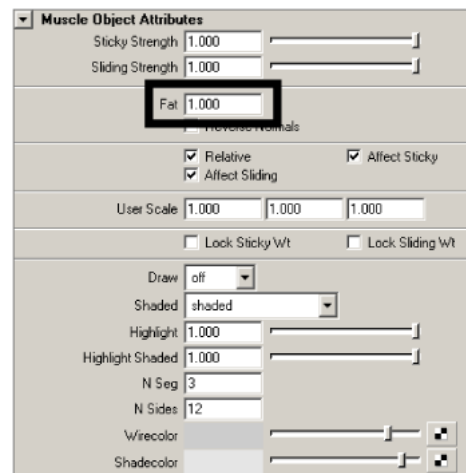 Muscle Object Attributes
Sticky Strength 1.000
Sliding Strength 1.000
Fat 1.000
Reverse Normals
Relative Affect Sticky
Affect Sliding
User Scale 1.000 1.000 1.000
Lock Sticky Wt Lock Sliding Wt
Draw off
Shaded shaded
Highlight 1.000
Highlight Shaded 1.000
N Seg 3
N Sides 12
Wirecolor
Shadecolor